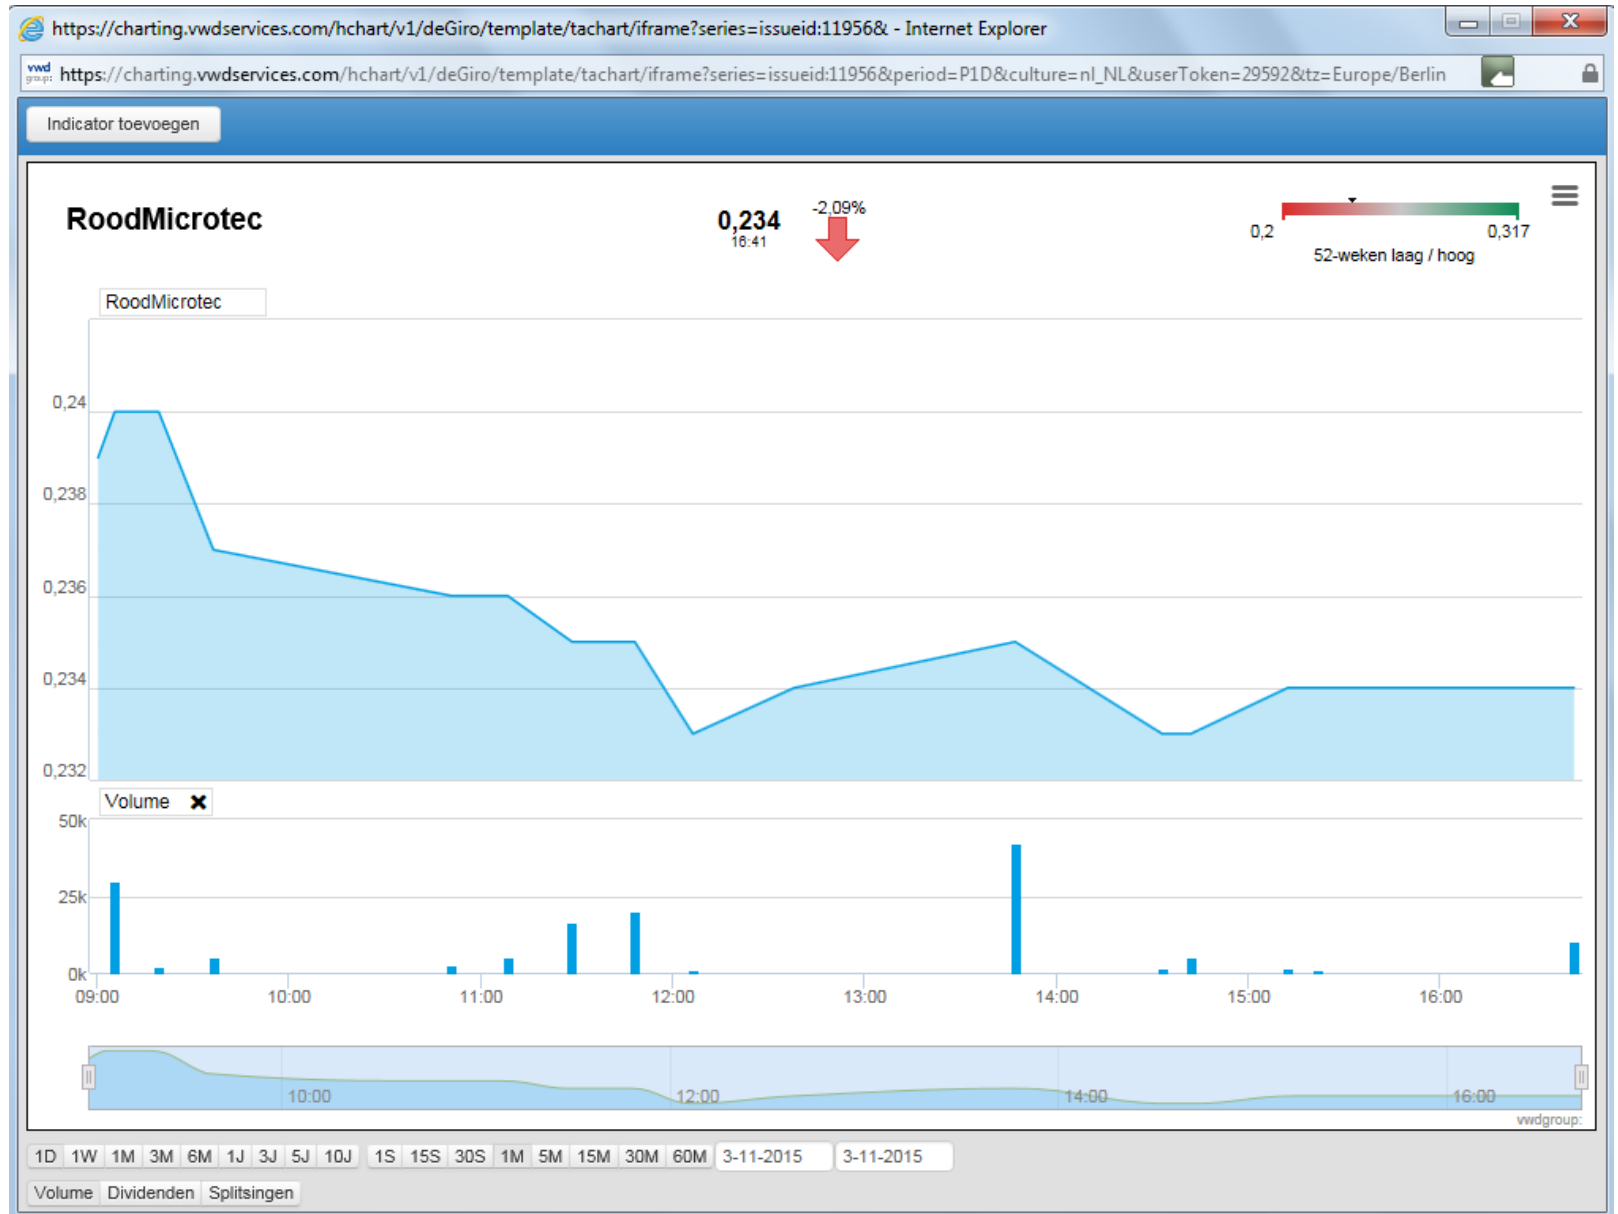 https://charting.vwdservices.com/hchart/v1/deGiro/template/tachart/iframe?series=issueid:11956& - Internet Explorer
vwd group: https://charting.vwdservices.com/hchart/v1/deGiro/template/tachart/iframe?series=issueid:11956&period=P1D&culture=nl_NL&userToken=29592&tz=Europe/Berlin
Indicator toevoegen
RoodMicrotec
0,234
16:41
-2,09%
0,2 0,317
52-weken laag / hoog
RoodMicrotec
0,24
0,238
0,236
0,234
0,232
Volume
50k
25k
0k
09:00 10:00 11:00 12:00 13:00 14:00 15:00 16:00
10:00 12:00 14:00 16:00
vwdgroup:
1D 1W 1M 3M 6M 1J 3J 5J 10J 1S 15S 30S 1M 5M 15M 30M 60M 3-11-2015 3-11-2015
Volume Dividenden Splitsingen